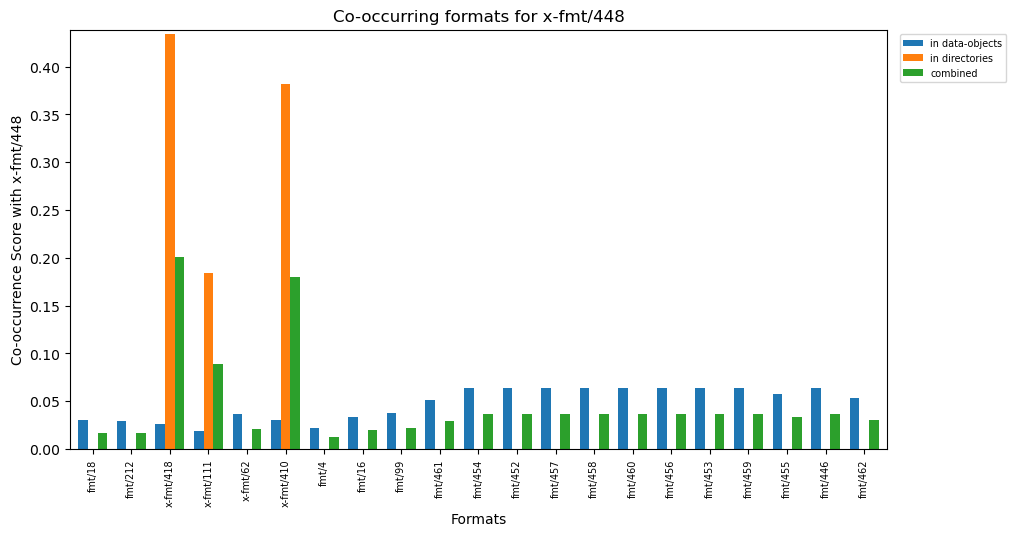 Co-occurring formats for x-fmt/448
in data-objects
in directories
combined
Co-occurrence Score with x-fmt/448
0.40
0.35
0.30
0.25
0.20
0.15
0.10
0.05
0.00
fmt/18
fmt/212
x-fmt/418
x-fmt/111
x-fmt/62
x-fmt/410
fmt/4
fmt/16
fmt/99
fmt/461
fmt/454
fmt/452
fmt/457
fmt/458
fmt/460
fmt/456
fmt/453
fmt/459
fmt/455
fmt/446
fmt/462
Formats